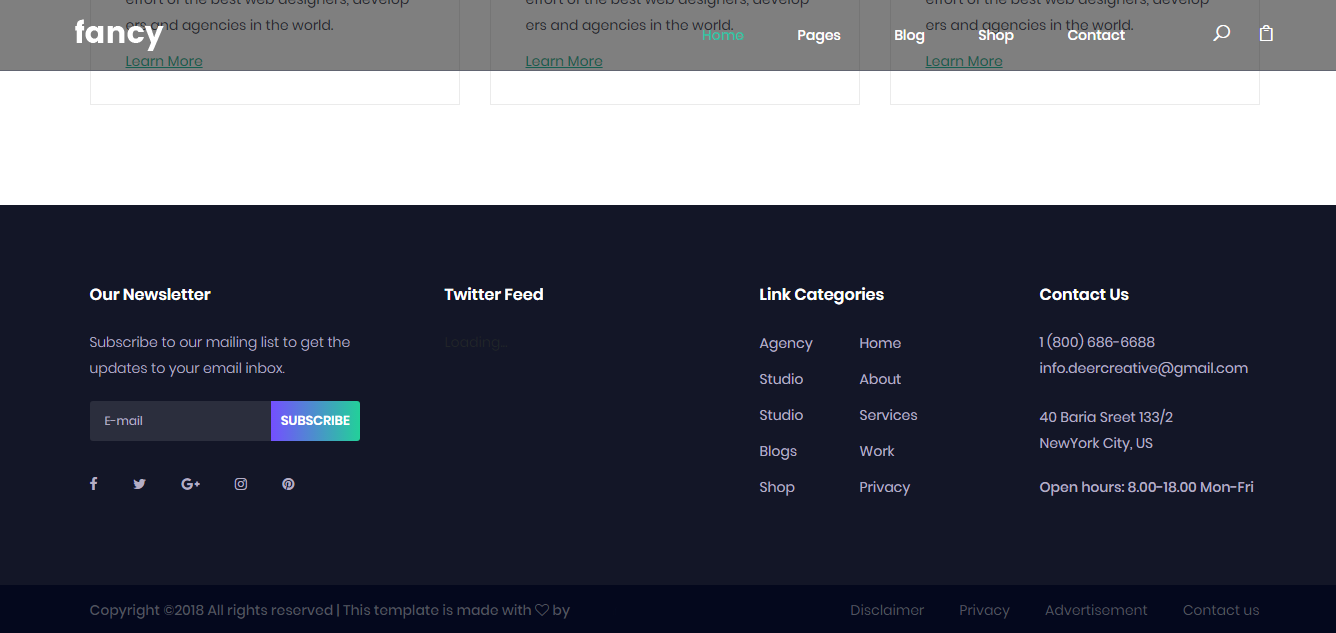 effort of the best web designers, develop effort of the best web designers, develop effort of the best web designers, develop
ers and agencies in the world. ers and agencies in the world. ers and agencies in the world.
fancy Home Pages Blog Shop Contact
Learn More Learn More Learn More
Our Newsletter
Subscribe to our mailing list to get the
updates to your email inbox.
E-mail SUBSCRIBE
Twitter Feed
Loading...
Link Categories
Agency Home
Studio About
Studio Services
Blogs Work
Shop Privacy
Contact Us
1 (800) 686-6688
info.deercreative@gmail.com
40 Baria Sreet 133/2
NewYork City, US
Open hours: 8.00-18.00 Mon-Fri
Copyright ©2018 All rights reserved | This template is made with ♡ by
Disclaimer Privacy Advertisement Contact us